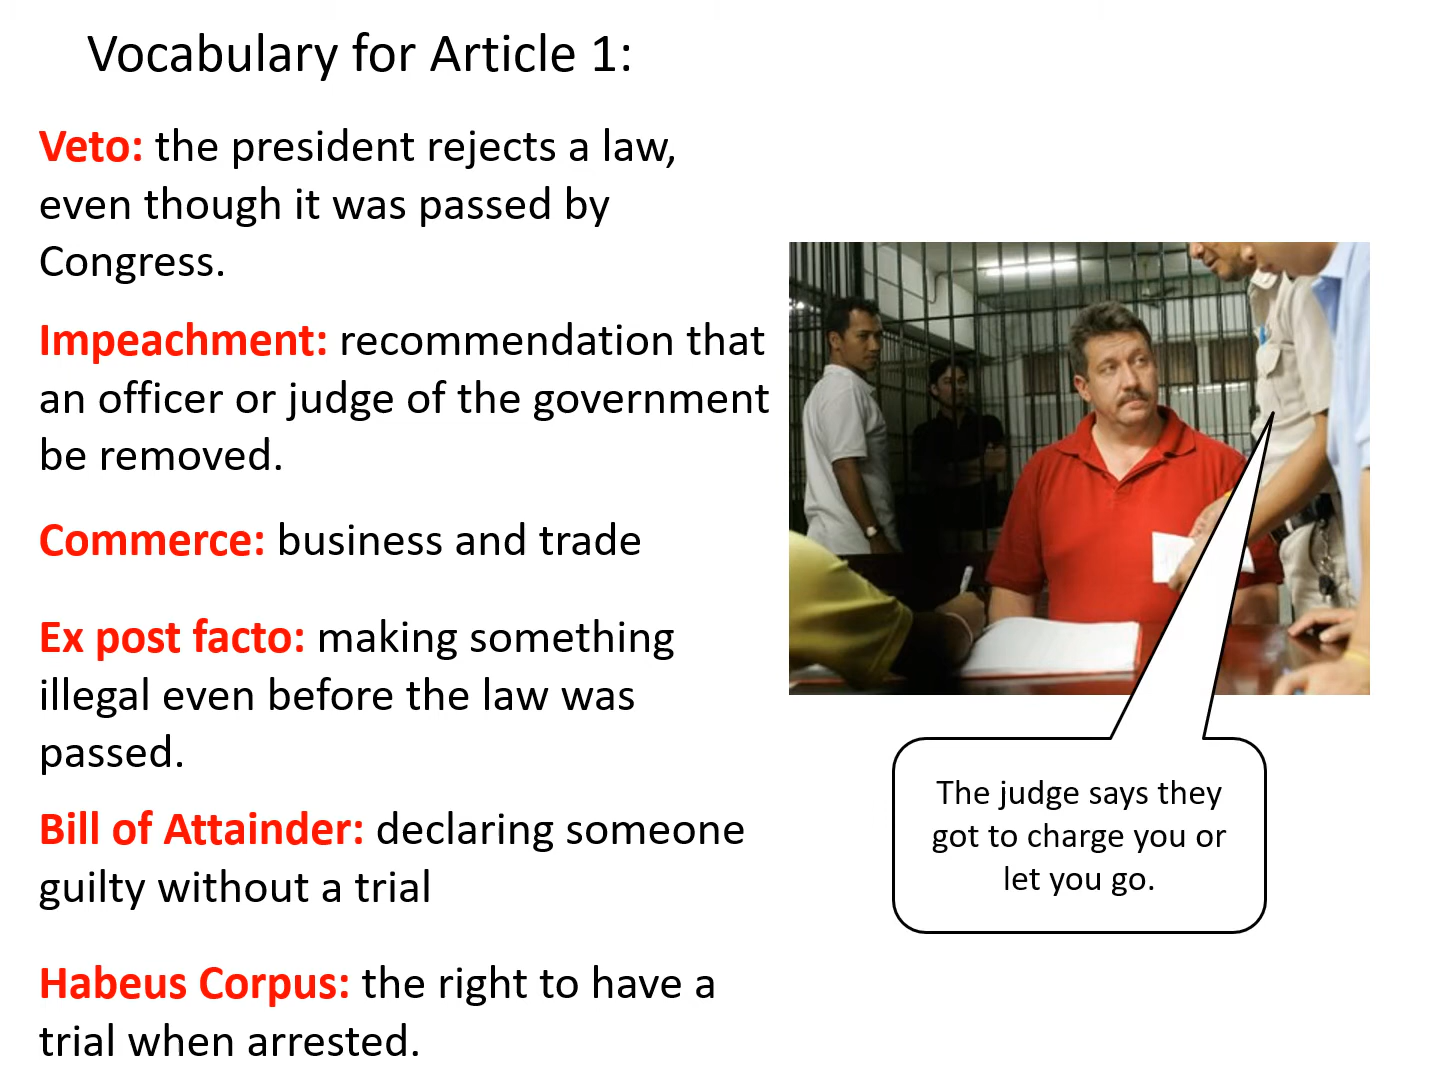 Vocabulary for Article 1:
Veto: the president rejects a law,
even though it was passed by
Congress.
Impeachment: recommendation that
an officer or judge of the government
be removed.
Commerce: business and trade
Ex post facto: making something
illegal even before the law was
passed.
Bill of Attainder: declaring someone
guilty without a trial
Habeus Corpus: the right to have a
trial when arrested.
The judge says they
got to charge you or
let you go.